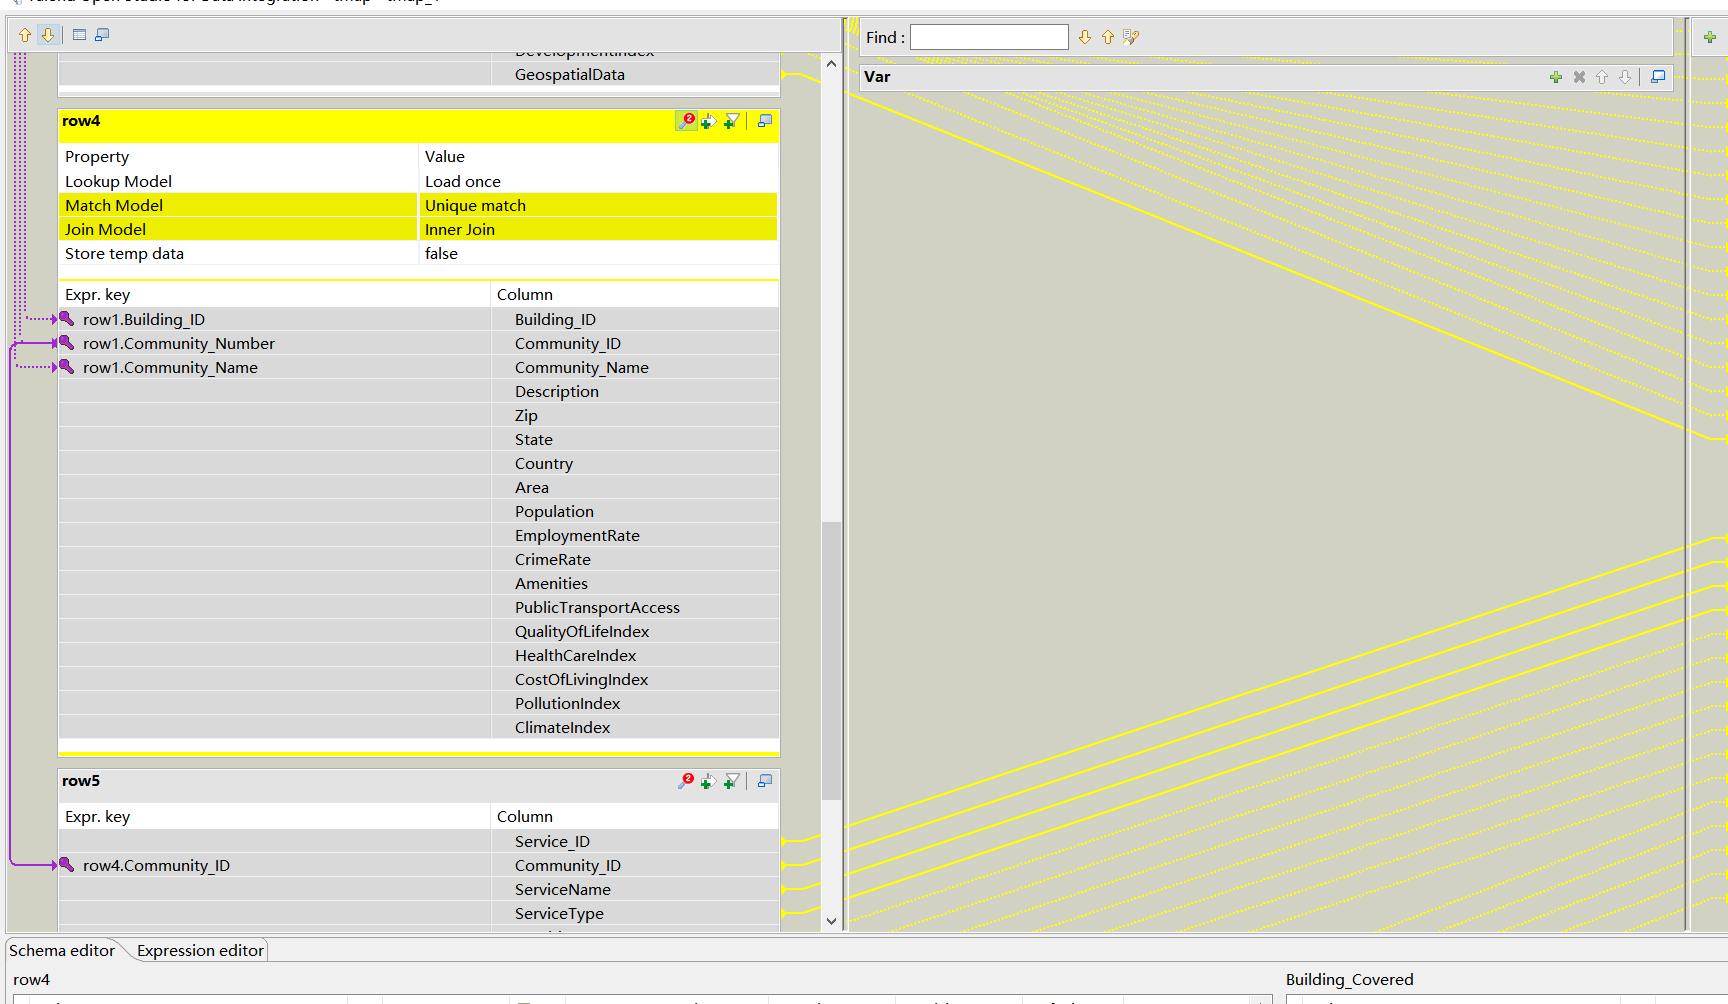 Find :
DevelopmentIndex
GeospatialData
Var
row4
2
Property Value
Lookup Model Load once
Match Model Unique match
Join Model Inner Join
Store temp data false
Expr. key Column
row1.Building_ID Building_ID
row1.Community_Number Community_ID
row1.Community_Name Community_Name
Description
Zip
State
Country
Area
Population
EmploymentRate
CrimeRate
Amenities
PublicTransportAccess
QualityOfLifeIndex
HealthCareIndex
CostOfLivingIndex
PollutionIndex
ClimateIndex
row5
2
Expr. key Column
Service_ID
row4.Community_ID Community_ID
ServiceName
ServiceType
Schema editor Expression editor
row4 Building_Covered